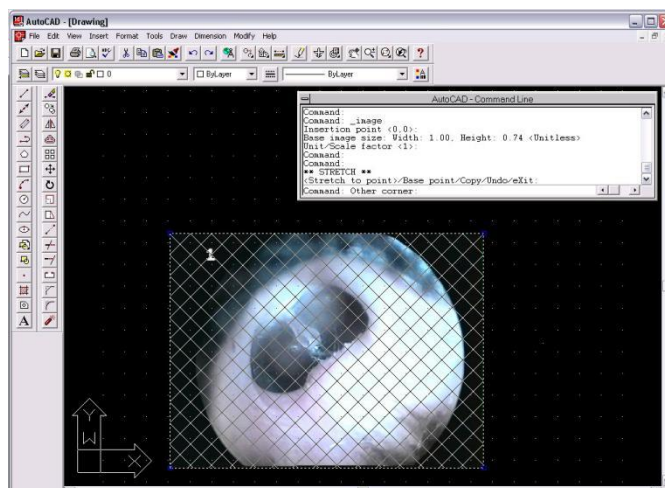 AutoCAD - [Drawing]
File Edit View Insert Format Tools Draw Dimension Modify Help
0 ByLayer ByLayer
AutoCAD - Command Line
Command:
Command: _image
Insertion point <0,0>:
Base image size: Width: 1.00, Height: 0.74 <Unitless>
Unit/Scale factor <1>:
Command:
Command:
** STRETCH **
<Stretch to point>/Base point/Copy/Undo/eXit:
Command: Other corner:
1
A
Y
W
X